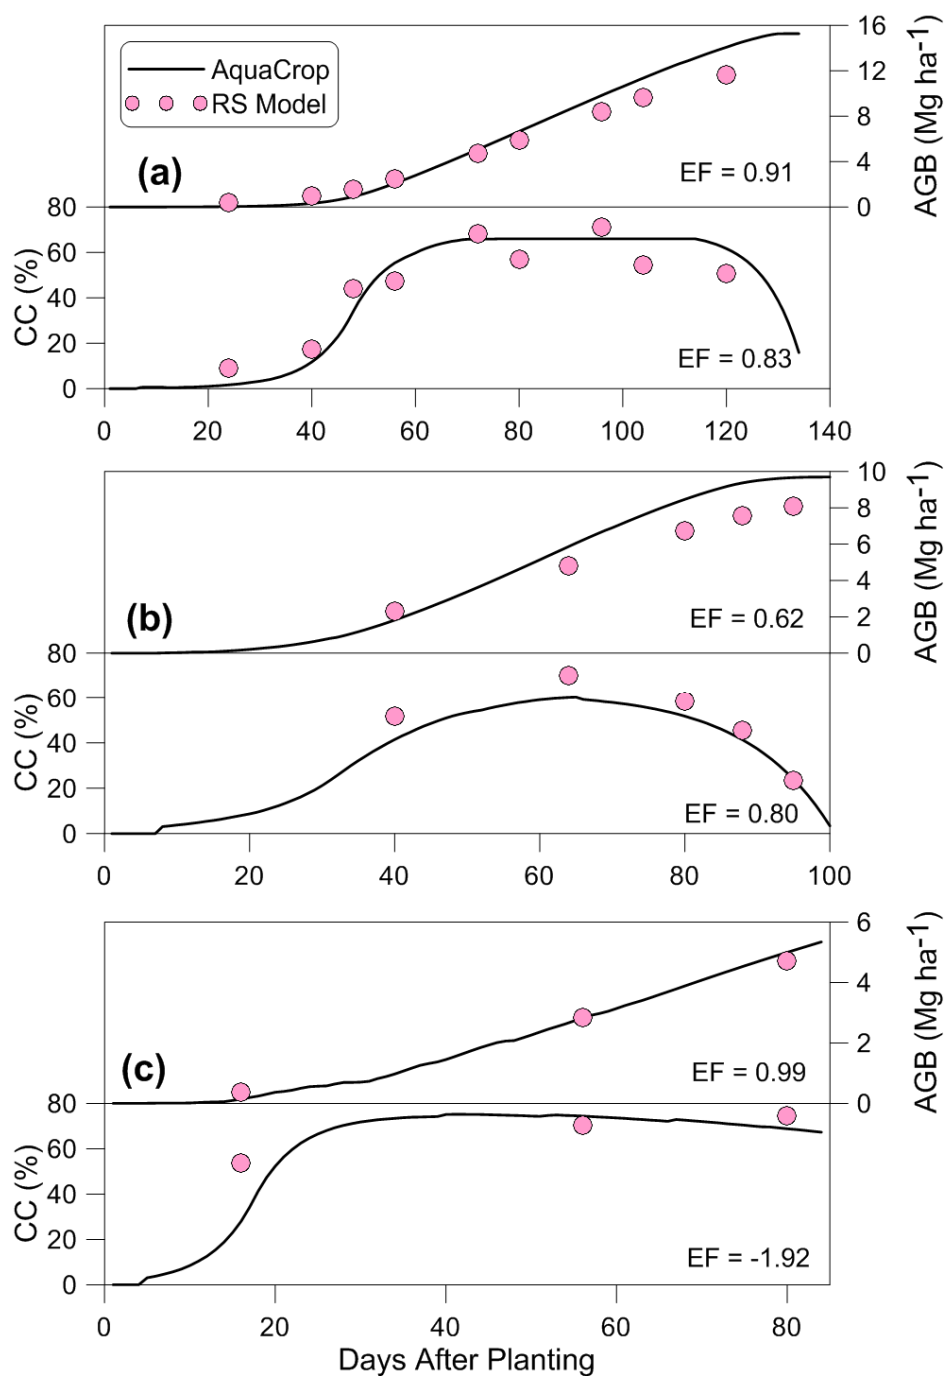 16
AquaCrop
RS Model
12
8
AGB (Mg ha-1)
(a)
EF = 0.91
4
80
0
60
CC (%)
40
20
EF = 0.83
0
0 20 40 60 80 100 120 140
10
8
AGB (Mg ha-1)
6
4
(b)
EF = 0.62
2
80
0
60
CC (%)
40
20
EF = 0.80
0
0 20 40 60 80 100
6
AGB (Mg ha-1)
4
2
(c)
EF = 0.99
80
0
60
CC (%)
40
20
EF = -1.92
0
0 20 40 60 80
Days After Planting